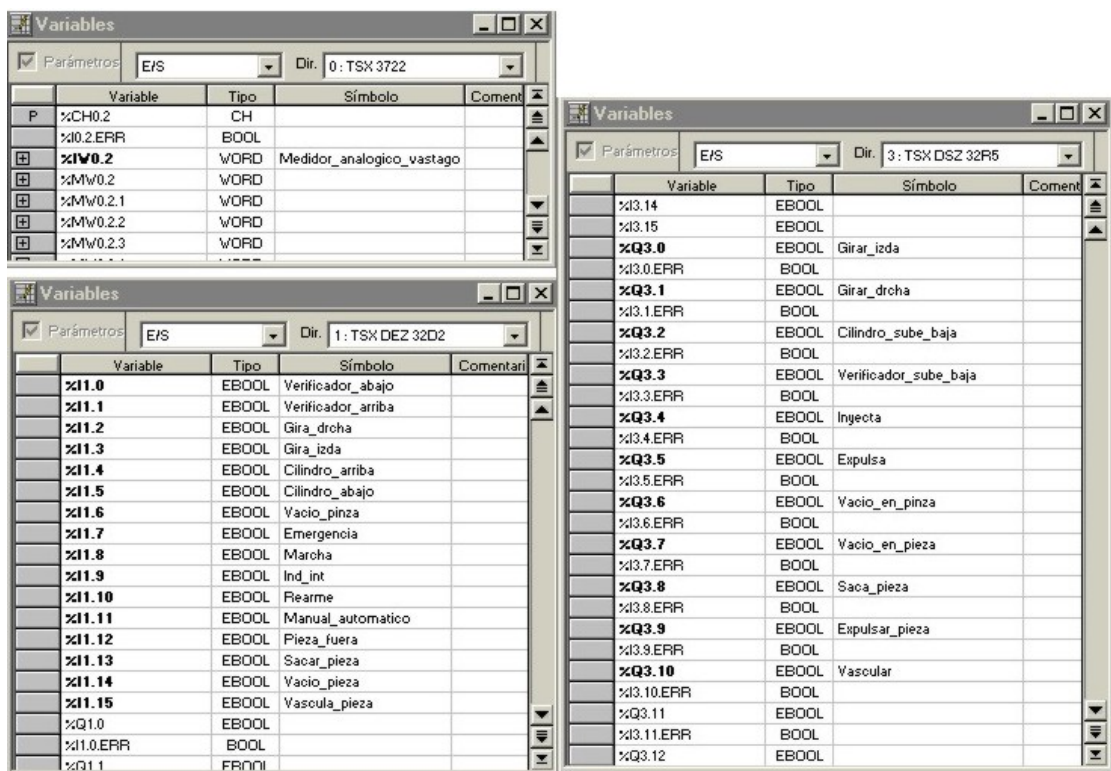 Variables
Parámetros E/S Dir. 0 : TSX 3722
Variable Tipo Símbolo Coment
P %CH0.2 CH
%I0.2.ERR BOOL
%IW0.2 WORD Medidor_analogico_vastago
%MW0.2 WORD
%MW0.2.1 WORD
%MW0.2.2 WORD
%MW0.2.3 WORD
Variables
Parámetros E/S Dir. 1 : TSX DEZ 32D2
Variable Tipo Símbolo Comentari
%I1.0 EBOOL Verificador_abajo
%I1.1 EBOOL Verificador_arriba
%I1.2 EBOOL Gira_drcha
%I1.3 EBOOL Gira_izda
%I1.4 EBOOL Cilindro_arriba
%I1.5 EBOOL Cilindro_abajo
%I1.6 EBOOL Vacio_pinza
%I1.7 EBOOL Emergencia
%I1.8 EBOOL Marcha
%I1.9 EBOOL Ind_int
%I1.10 EBOOL Rearme
%I1.11 EBOOL Manual_automatico
%I1.12 EBOOL Pieza_fuera
%I1.13 EBOOL Sacar_pieza
%I1.14 EBOOL Vacio_pieza
%I1.15 EBOOL Vascula_pieza
%Q1.0 EBOOL
%I1.0.ERR BOOL
%Q1.1 EBOOL
Variables
Parámetros E/S Dir. 3 : TSX DSZ 32R5
Variable Tipo Símbolo Coment
%I3.14 EBOOL
%I3.15 EBOOL
%Q3.0 EBOOL Girar_izda
%I3.0.ERR BOOL
%Q3.1 EBOOL Girar_drcha
%I3.1.ERR BOOL
%Q3.2 EBOOL Cilindro_sube_baja
%I3.2.ERR BOOL
%Q3.3 EBOOL Verificador_sube_baja
%I3.3.ERR BOOL
%Q3.4 EBOOL Inyecta
%I3.4.ERR BOOL
%Q3.5 EBOOL Expulsa
%I3.5.ERR BOOL
%Q3.6 EBOOL Vacio_en_pinza
%I3.6.ERR BOOL
%Q3.7 EBOOL Vacio_en_pieza
%I3.7.ERR BOOL
%Q3.8 EBOOL Saca_pieza
%I3.8.ERR BOOL
%Q3.9 EBOOL Expulsar_pieza
%I3.9.ERR BOOL
%Q3.10 EBOOL Vascular
%I3.10.ERR BOOL
%Q3.11 EBOOL
%I3.11.ERR BOOL
%Q3.12 EBOOL